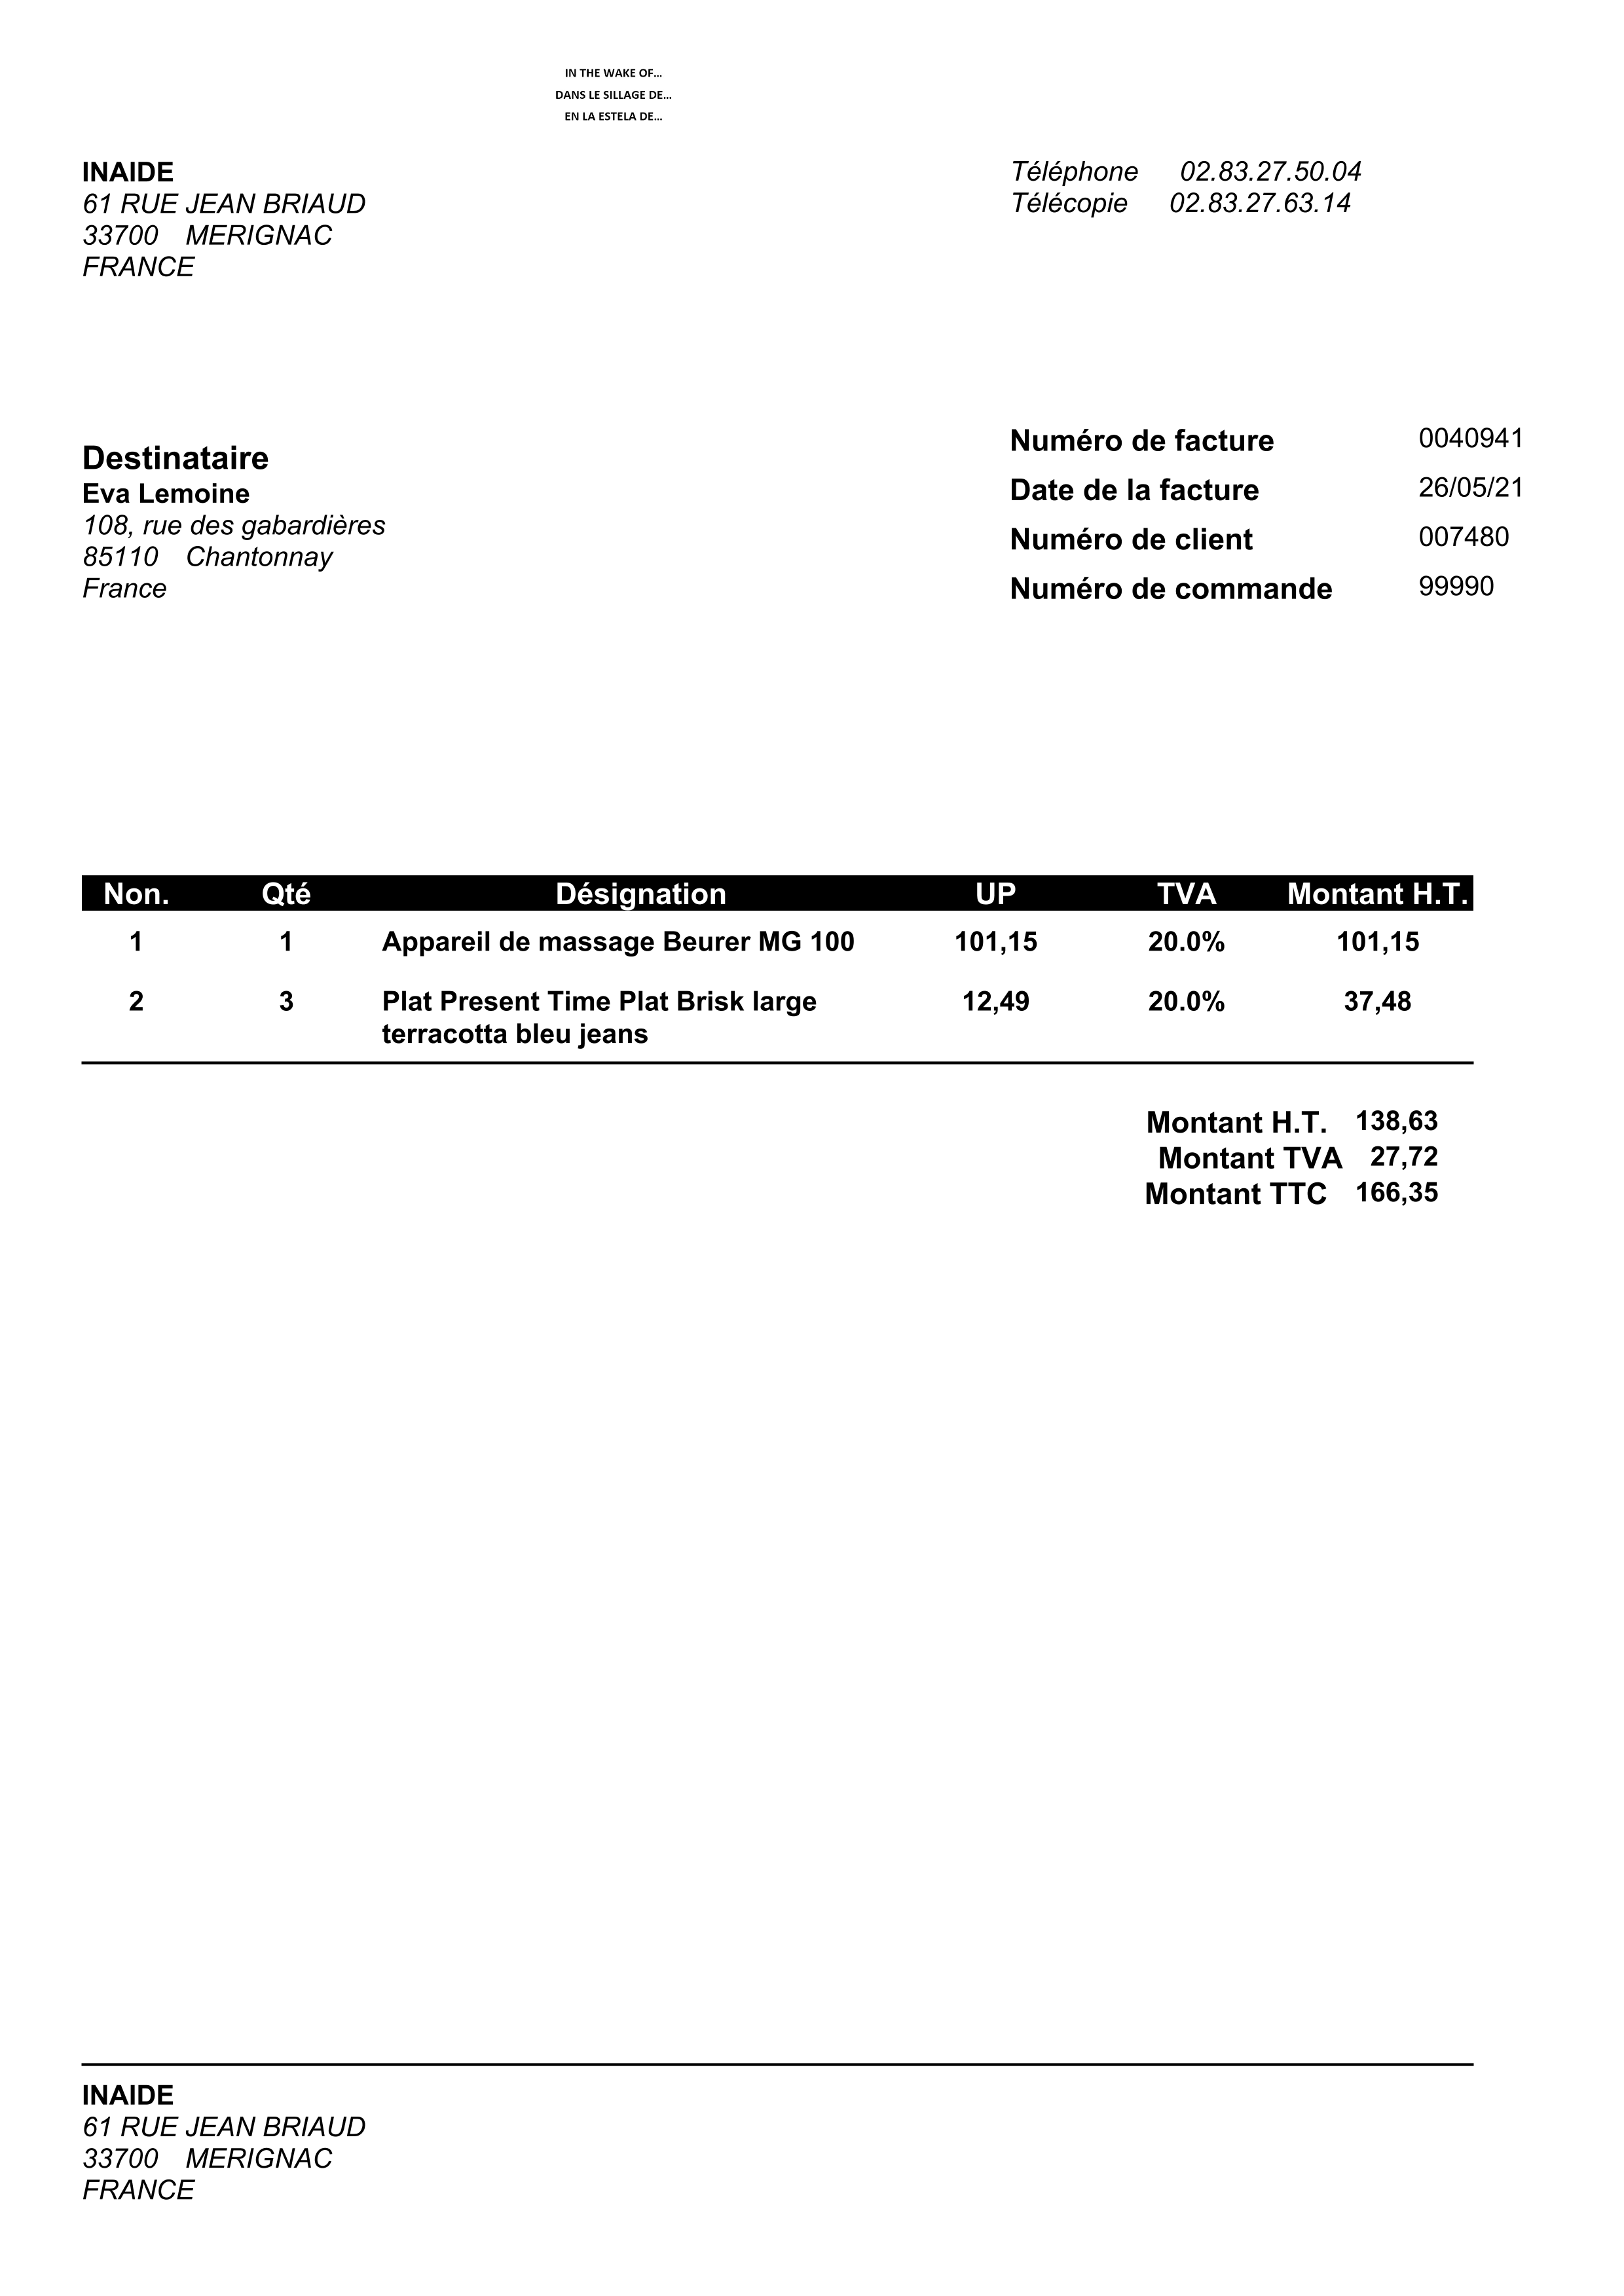 IN THE WAKE OF...
DANS LE SILLAGE DE...
EN LA ESTELA DE...
INAIDE
61 RUE JEAN BRIAUD
33700 MERIGNAC
FRANCE
Téléphone 02.83.27.50.04
Télécopie 02.83.27.63.14
Destinataire
Eva Lemoine
108, rue des gabardières
85110 Chantonnay
France
Numéro de facture 0040941
Date de la facture 26/05/21
Numéro de client 007480
Numéro de commande 99990
Non. Qté Désignation UP TVA Montant H.T.
1 1 Appareil de massage Beurer MG 100 101,15 20.0% 101,15
2 3 Plat Present Time Plat Brisk large 12,49 20.0% 37,48
terracotta bleu jeans
Montant H.T. 138,63
Montant TVA 27,72
Montant TTC 166,35
INAIDE
61 RUE JEAN BRIAUD
33700 MERIGNAC
FRANCE